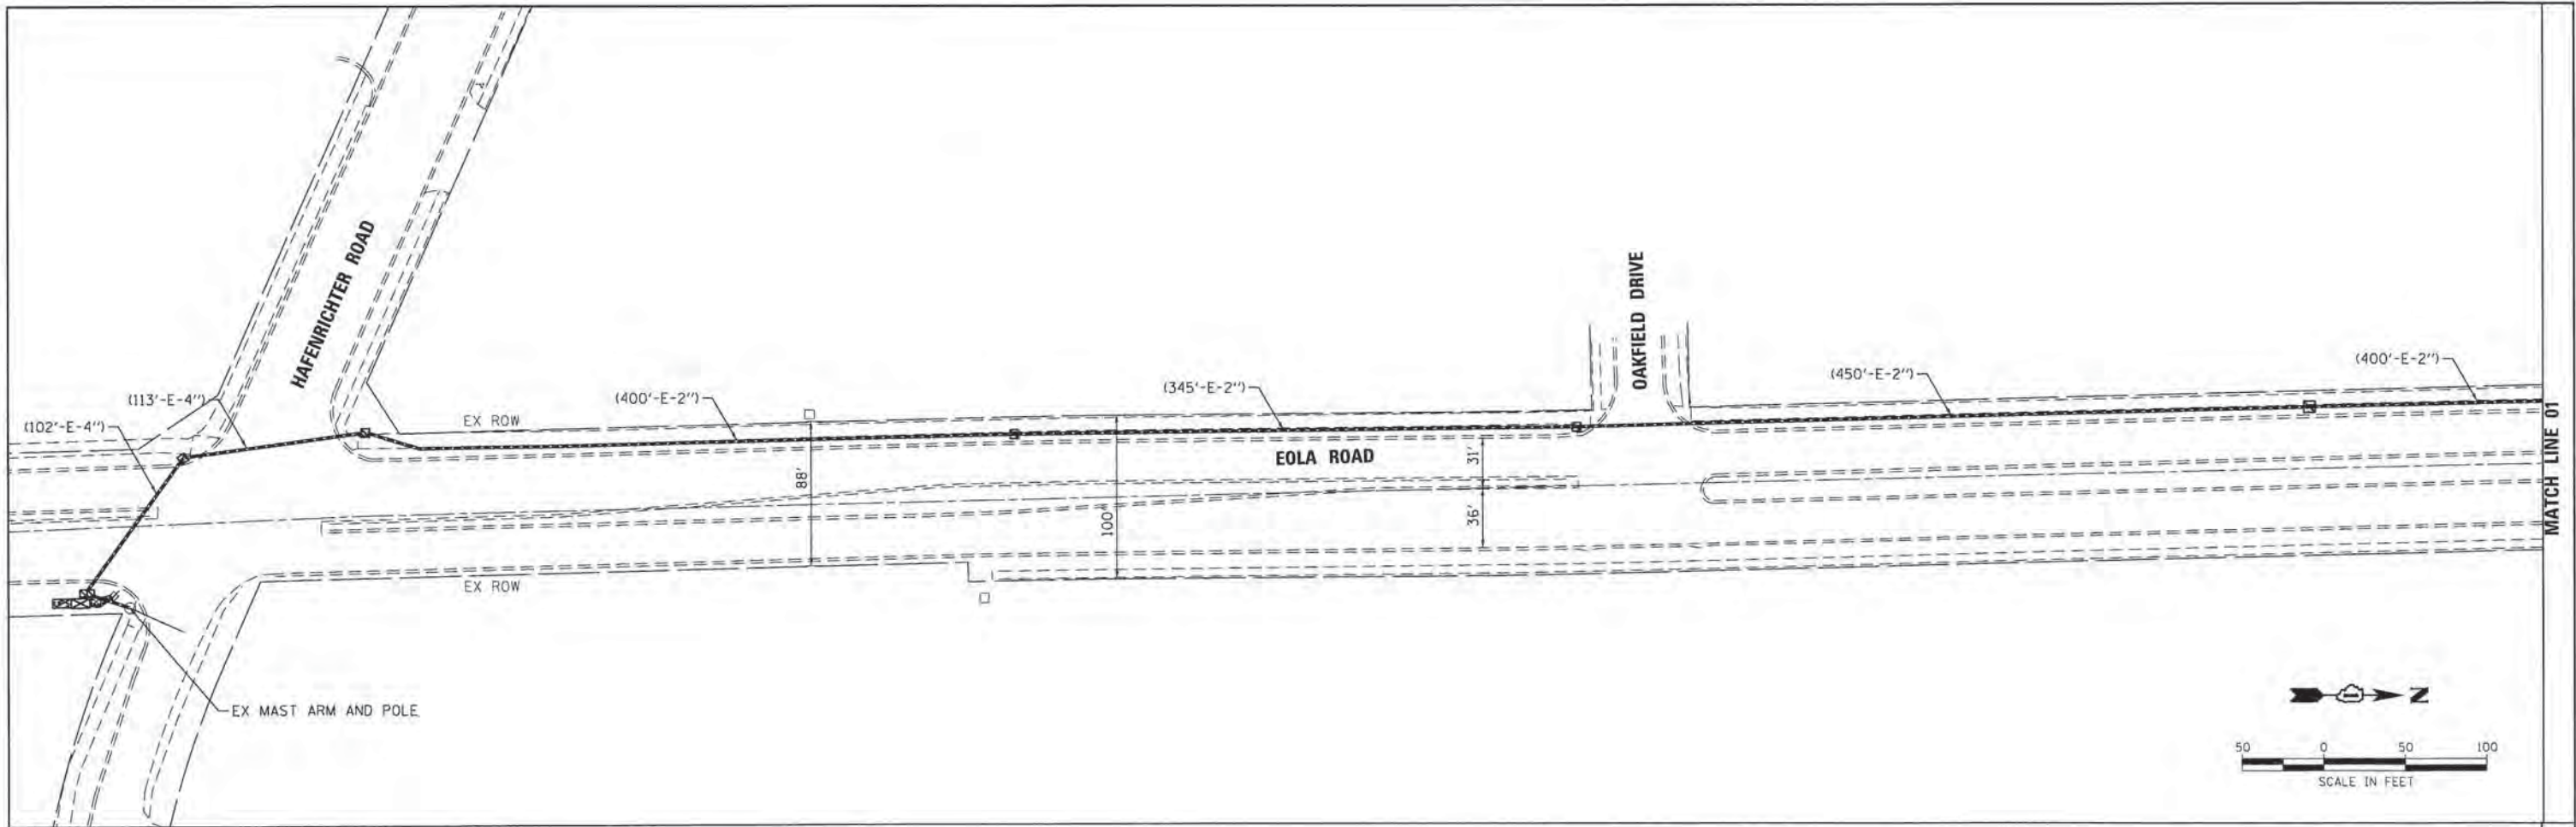 HAFENRICHTER ROAD
(113'-E-4")
(102'-E-4")
(400'-E-2")
EX ROW
88'
100'
(345'-E-2")
EOLA ROAD
31'
36'
OAKFIELD DRIVE
(450'-E-2")
(400'-E-2")
MATCH LINE 01
EX ROW
EX MAST ARM AND POLE
N
50 0 50 100
SCALE IN FEET